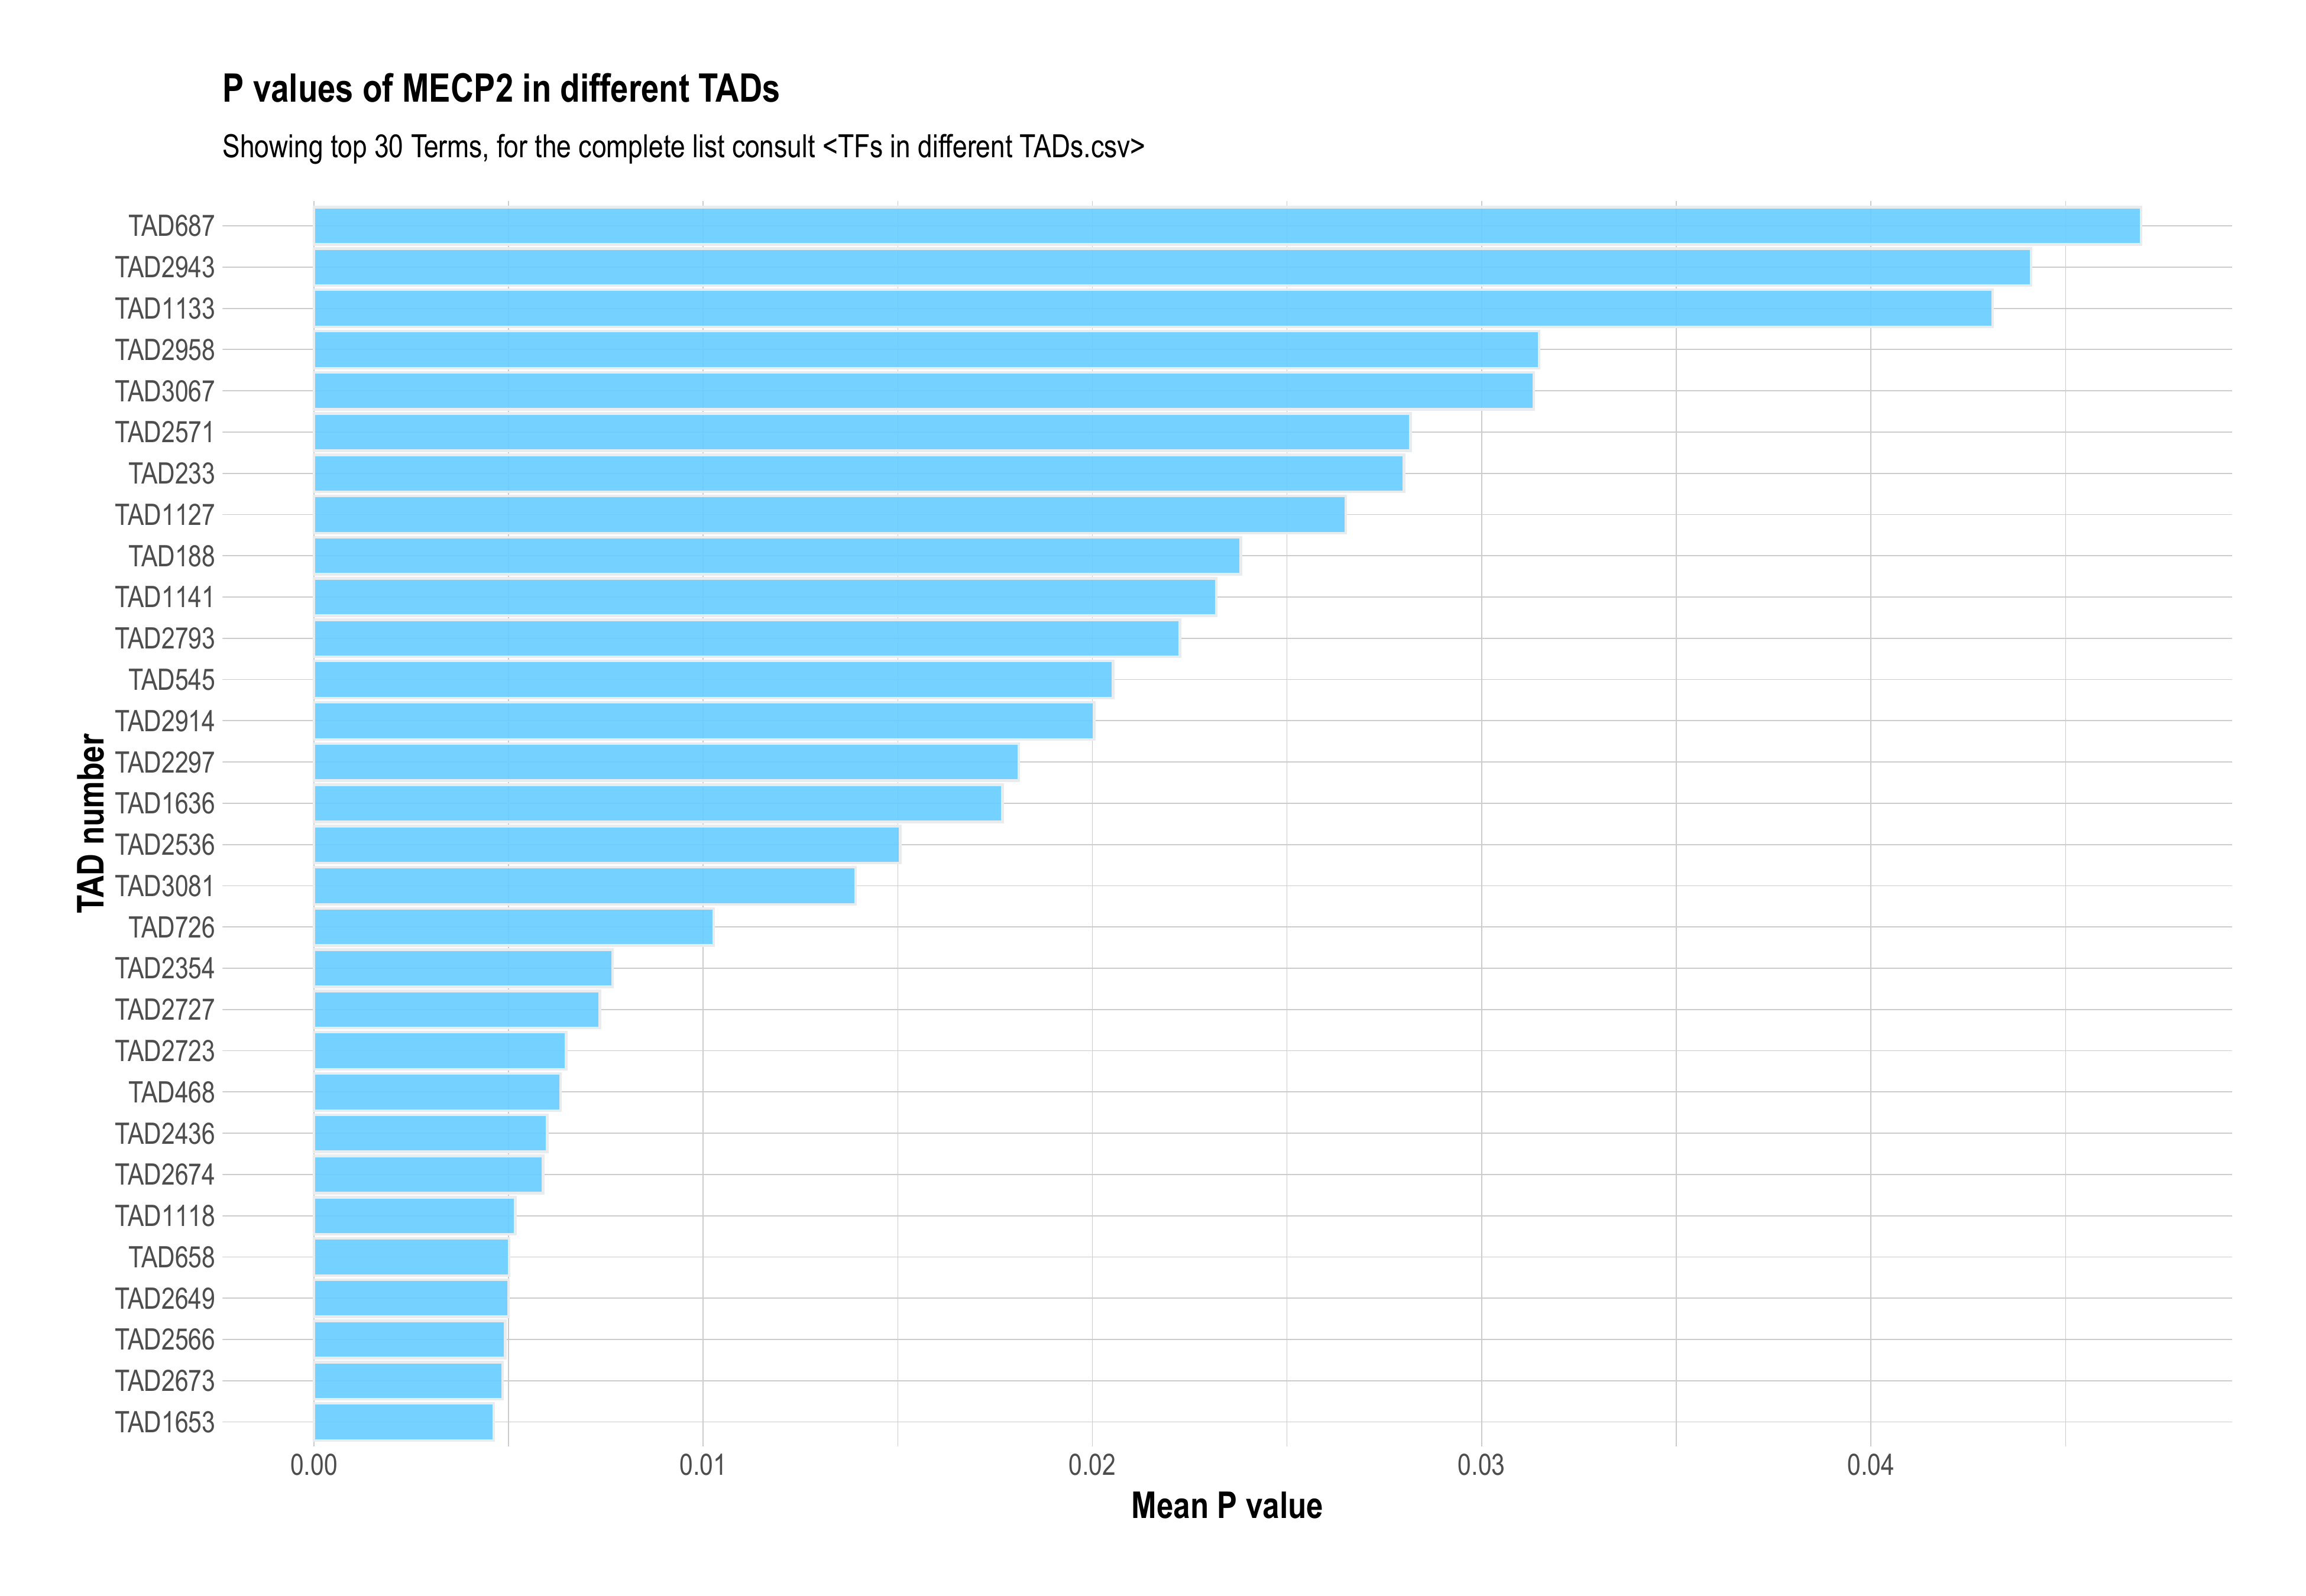 P values of MECP2 in different TADs
Showing top 30 Terms, for the complete list consult <TFs in different TADs.csv>
TAD number
TAD687
TAD2943
TAD1133
TAD2958
TAD3067
TAD2571
TAD233
TAD1127
TAD188
TAD1141
TAD2793
TAD545
TAD2914
TAD2297
TAD1636
TAD2536
TAD3081
TAD726
TAD2354
TAD2727
TAD2723
TAD468
TAD2436
TAD2674
TAD1118
TAD658
TAD2649
TAD2566
TAD2673
TAD1653
0.00 0.01 0.02 0.03 0.04
Mean P value